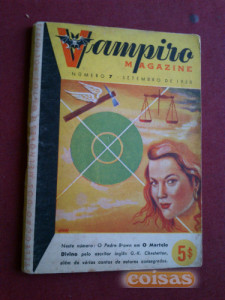 Vampiro
MAGAZINE
NÚMERO 7 - SETEMBRO DE 1950
Neste número: O Padre Brown em O Martelo
Divino pelo escritor inglês G. K. Chesterton,
além de vários contos de autores consagrados.
5$
coisas